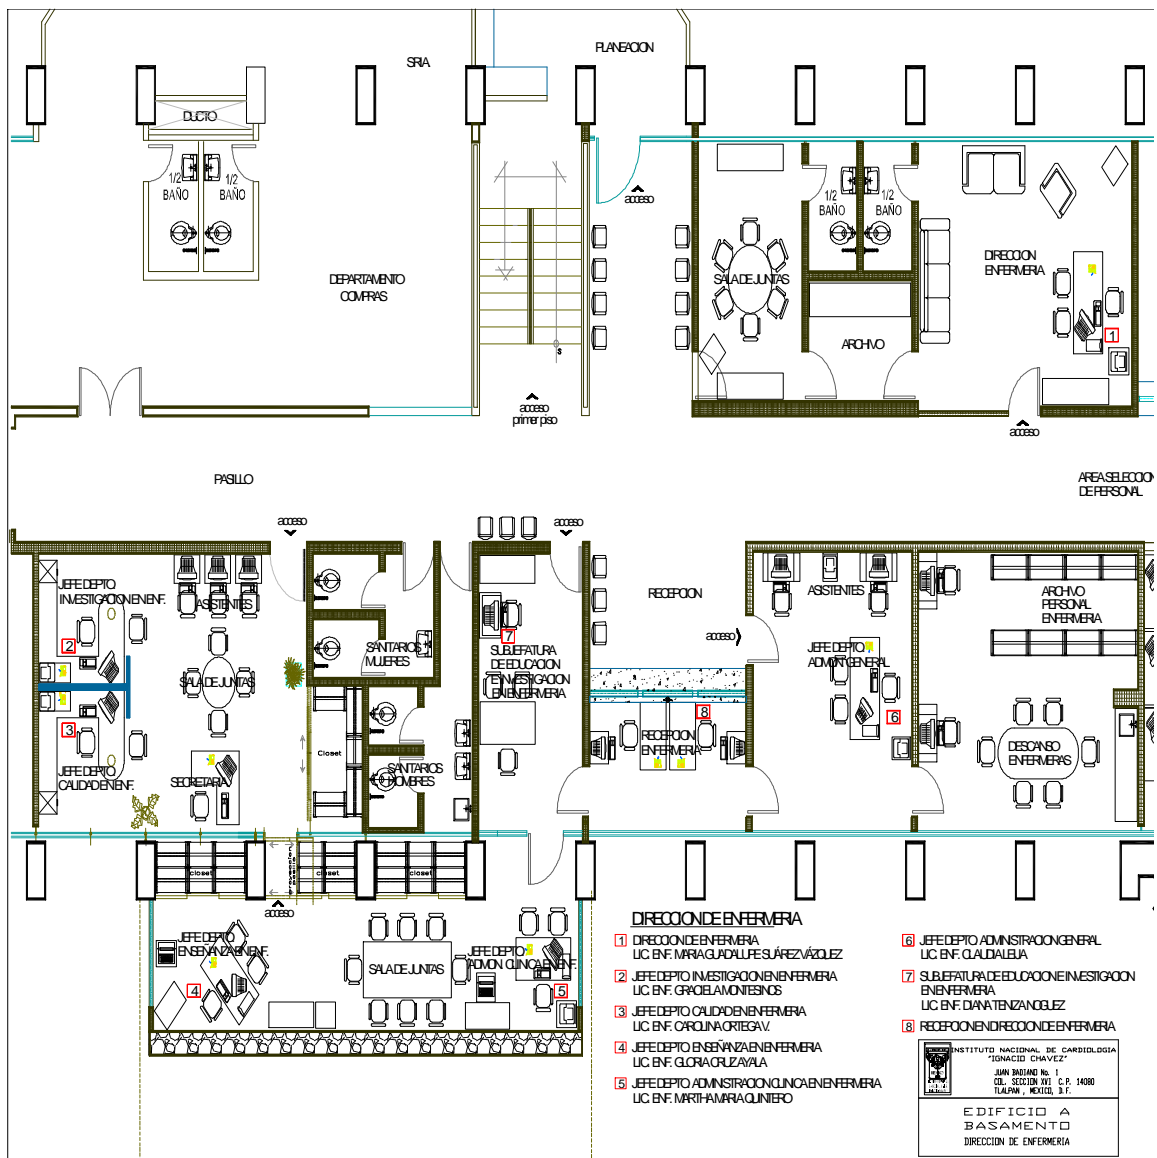 SRIA.
PLANEACION
DUCTO
1/2
BAÑO
1/2
BAÑO
acceso
1/2
BAÑO
1/2
BAÑO
DEPARTAMENTO
COMPRAS
SALA DE JUNTAS
DIRECCION
ENFERMERIA
1
ARCHIVO
S
acceso
primer piso
acceso
PASILLO
AREA SELECCION
DE PERSONAL
acceso
acceso
JEFE DEPTO.
INVESTIGACION EN ENF.
ASISTENTES
2
SALA DE JUNTAS
3
JEFE DEPTO.
CALIDAD EN ENF.
SECRETARIA
SANITARIOS
MUJERES
closet
SANITARIOS
HOMBRES
7
SUBJEFATURA
DE EDUCACION
E INVESTIGACION
EN ENFERMERIA
RECEPCION
acceso
8
RECEPCION
ENFERMERIA
ASISTENTES
JEFE DEPTO.
ADMON. GENERAL
6
ARCHIVO
PERSONAL
ENFERMERIA
DESCANSO
ENFERMERAS
closet
closet
closet
acceso
JEFE DEPTO.
ENSEÑANZA EN ENF.
4
SALA DE JUNTAS
JEFE DEPTO.
ADMON. CLINICA EN ENF.
5
DIRECCION DE ENFERMERIA
1 DIRECCION DE ENFERMERIA
LIC. ENF. MARIA GUADALUPE SUÁREZ VÁZQUEZ
2 JEFE DEPTO. INVESTIGACION EN ENFERMERIA
LIC. ENF. GRACIELA MONTESINOS
3 JEFE DEPTO. CALIDAD EN ENFERMERIA
LIC. ENF. CAROLINA ORTEGA V.
4 JEFE DEPTO. ENSEÑANZA EN ENFERMERIA
LIC. ENF. GLORIA CRUZ AYALA
5 JEFE DEPTO. ADMINISTRACION CLINICA EN ENFERMERIA
LIC. ENF. MARTHA MARIA QUINTERO
6 JEFE DEPTO. ADMINISTRACION GENERAL
LIC. ENF. CLAUDIA LEIJA
7 SUBJEFATURA DE EDUCACION E INVESTIGACION
EN ENFERMERIA
LIC. ENF. DIANA TENIZA NOGUEZ
8 RECEPCION EN DIRECCION DE ENFERMERIA
INSTITUTO NACIONAL DE CARDIOLOGIA
"IGNACIO CHAVEZ"
JUAN BADIANO No. 1
COL. SECCION XVI C.P. 14080
TLALPAN , MEXICO, D.F.
EDIFICIO A
BASAMENTO
DIRECCION DE ENFERMERIA